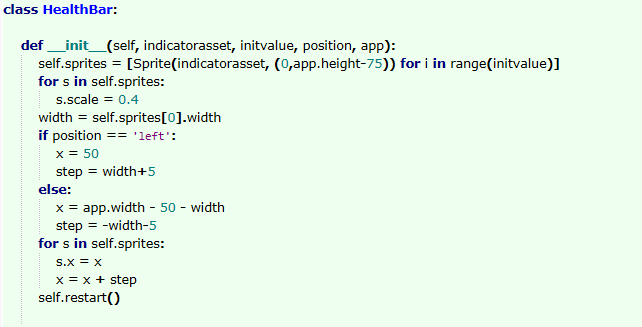 class HealthBar:
def __init__(self, indicatorasset, initvalue, position, app):
self.sprites = [Sprite(indicatorasset, (0,app.height-75)) for i in range(initvalue)]
for s in self.sprites:
s.scale = 0.4
width = self.sprites[0].width
if position == 'left':
x = 50
step = width+5
else:
x = app.width - 50 - width
step = -width-5
for s in self.sprites:
s.x = x
x = x + step
self.restart()